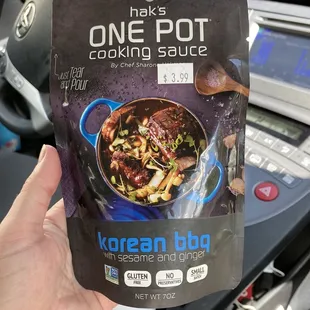 hak's
ONE POT
cooking sauce
By Chef Sharone
$3.99
Just Tear
and Pour
korean bbq
with sesame and ginger
GLUTEN
FREE
NO
PRESERVATIVES
SMALL
NET WT 7OZ